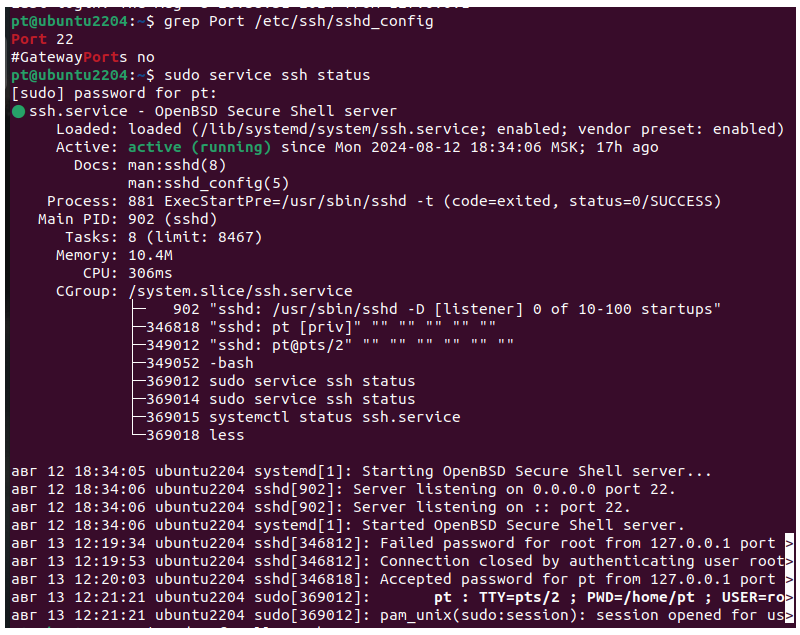 pt@ubuntu2204:~$ grep Port /etc/ssh/sshd_config
Port 22
#GatewayPorts no
pt@ubuntu2204:~$ sudo service ssh status
[sudo] password for pt:
ssh.service - OpenBSD Secure Shell server
Loaded: loaded (/lib/systemd/system/ssh.service; enabled; vendor preset: enabled)
Active: active (running) since Mon 2024-08-12 18:34:06 MSK; 17h ago
Docs: man:sshd(8)
man:sshd_config(5)
Process: 881 ExecStartPre=/usr/sbin/sshd -t (code=exited, status=0/SUCCESS)
Main PID: 902 (sshd)
Tasks: 8 (limit: 8467)
Memory: 10.4M
CPU: 306ms
CGroup: /system.slice/ssh.service
├─   902 "sshd: /usr/sbin/sshd -D [listener] 0 of 10-100 startups"
├─346818 "sshd: pt [priv]" "" "" "" "" ""
├─349012 "sshd: pt@pts/2" "" "" "" "" "" ""
├─349052 -bash
├─369012 sudo service ssh status
├─369014 sudo service ssh status
├─369015 systemctl status ssh.service
└─369018 less
авг 12 18:34:05 ubuntu2204 systemd[1]: Starting OpenBSD Secure Shell server...
авг 12 18:34:06 ubuntu2204 sshd[902]: Server listening on 0.0.0.0 port 22.
авг 12 18:34:06 ubuntu2204 sshd[902]: Server listening on :: port 22.
авг 12 18:34:06 ubuntu2204 systemd[1]: Started OpenBSD Secure Shell server.
авг 13 12:19:34 ubuntu2204 sshd[346812]: Failed password for root from 127.0.0.1 port >
авг 13 12:19:53 ubuntu2204 sshd[346812]: Connection closed by authenticating user root>
авг 13 12:20:03 ubuntu2204 sshd[346818]: Accepted password for pt from 127.0.0.1 port >
авг 13 12:21:21 ubuntu2204 sudo[369012]:       pt : TTY=pts/2 ; PWD=/home/pt ; USER=ro>
авг 13 12:21:21 ubuntu2204 sudo[369012]: pam_unix(sudo:session): session opened for us>